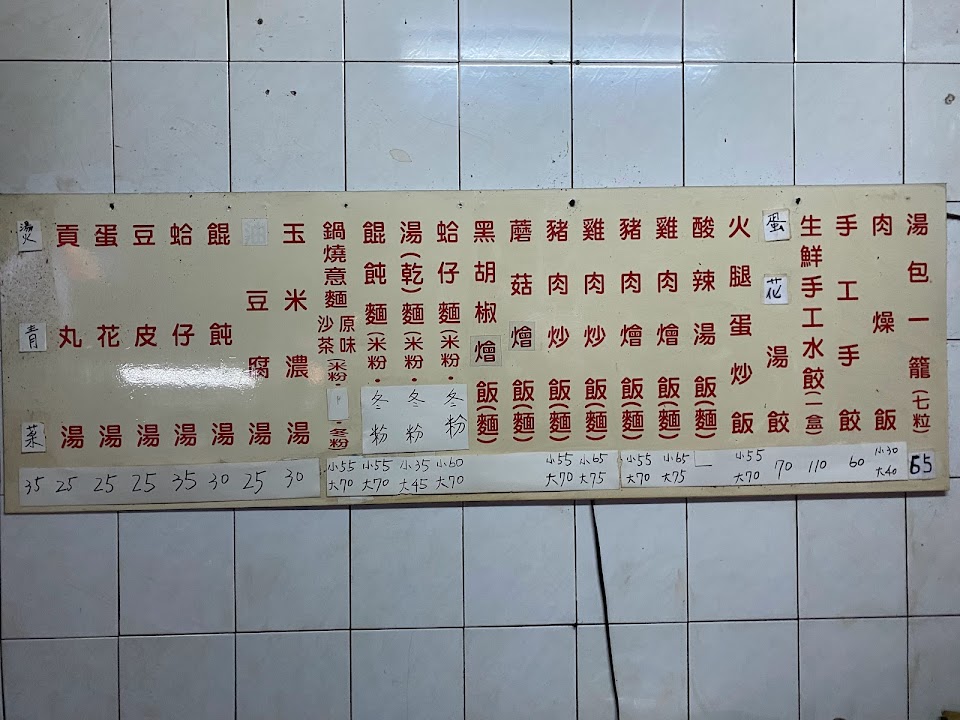 湯包一籠(七粒) 65
肉燥飯 小30 大40
手工手餃 60
生鮮手工水餃(一盒) 110
蛋花湯餃 70
火腿蛋炒飯 小55 大70
酸辣湯飯(麵)
雞肉燴飯(麵) 小65 大75
豬肉燴飯(麵) 小55 大70
雞肉炒飯(麵) 小65 大75
豬肉炒飯(麵) 小55 大70
蘑菇燴飯(麵)
黑胡椒燴飯(麵)
蛤仔麵(米粉·冬粉 小60 大70
湯(乾)麵(米粉·冬粉 小35 大45
餛飩麵(米粉·冬粉 小55 大70
鍋燒意麵 原味 沙茶 (米粉·冬粉) 小55 大70
玉米濃湯 30
豆腐湯 25
餛飩湯 30
蛤仔湯 35
豆皮湯 25
蛋花湯 25
貢丸湯 25
燙青菜 35